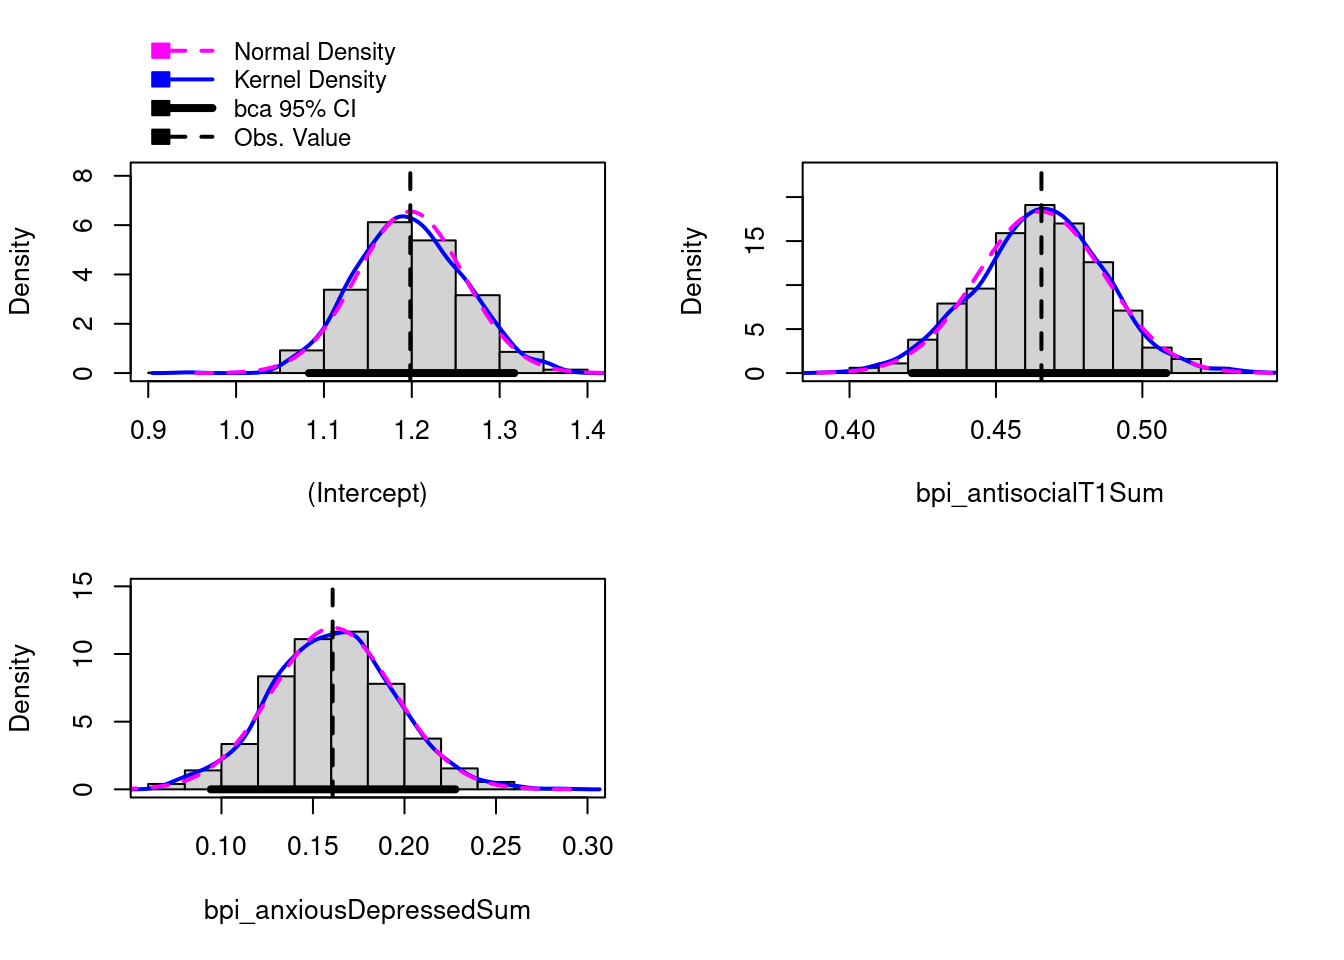 Normal Density
Kernel Density
bca 95% CI
Obs. Value
Density
8
6
4
2
0
0.9 1.0 1.1 1.2 1.3 1.4
(Intercept)
Density
15
5
0
0.40 0.45 0.50
bpi_antisocialT1Sum
Density
15
10
5
0
0.10 0.15 0.20 0.25 0.30
bpi_anxiousDepressedSum